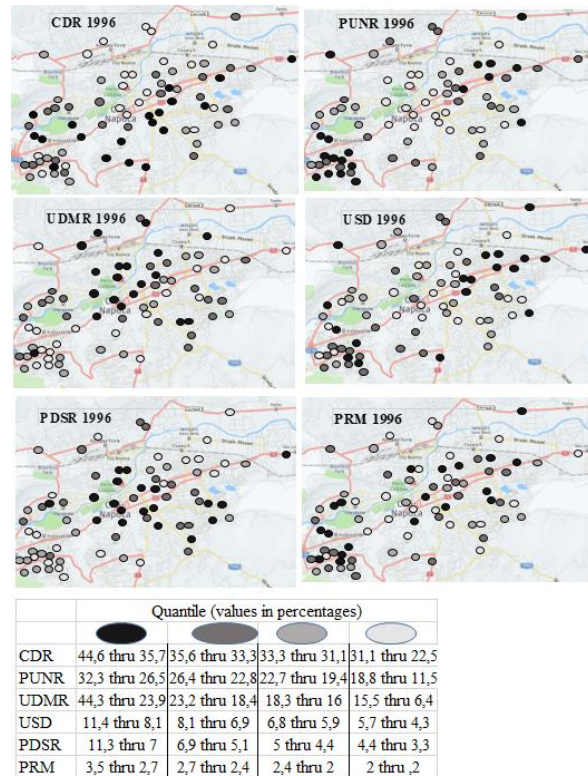 CDR 1996
PUNR 1996
Napoca
UDMR 1996
USD 1996
Napoca
PDSR 1996
PRM 1996
Napoca
Quantile (values in percentages)
CDR 44,6 thru 35,7 35,6 thru 33,3 33,3 thru 31,1 31,1 thru 22,5
PUNR 32,3 thru 26,5 26,4 thru 22,8 22,7 thru 19,4 18,8 thru 11,5
UDMR 44,3 thru 23,9 23,2 thru 18,4 18,3 thru 16 15,5 thru 6,4
USD 11,4 thru 8,1 8,1 thru 6,9 6,8 thru 5,9 5,7 thru 4,3
PDSR 11,3 thru 7 6,9 thru 5,1 5 thru 4,4 4,4 thru 3,3
PRM 3,5 thru 2,7 2,7 thru 2,4 2,4 thru 2 2 thru ,2